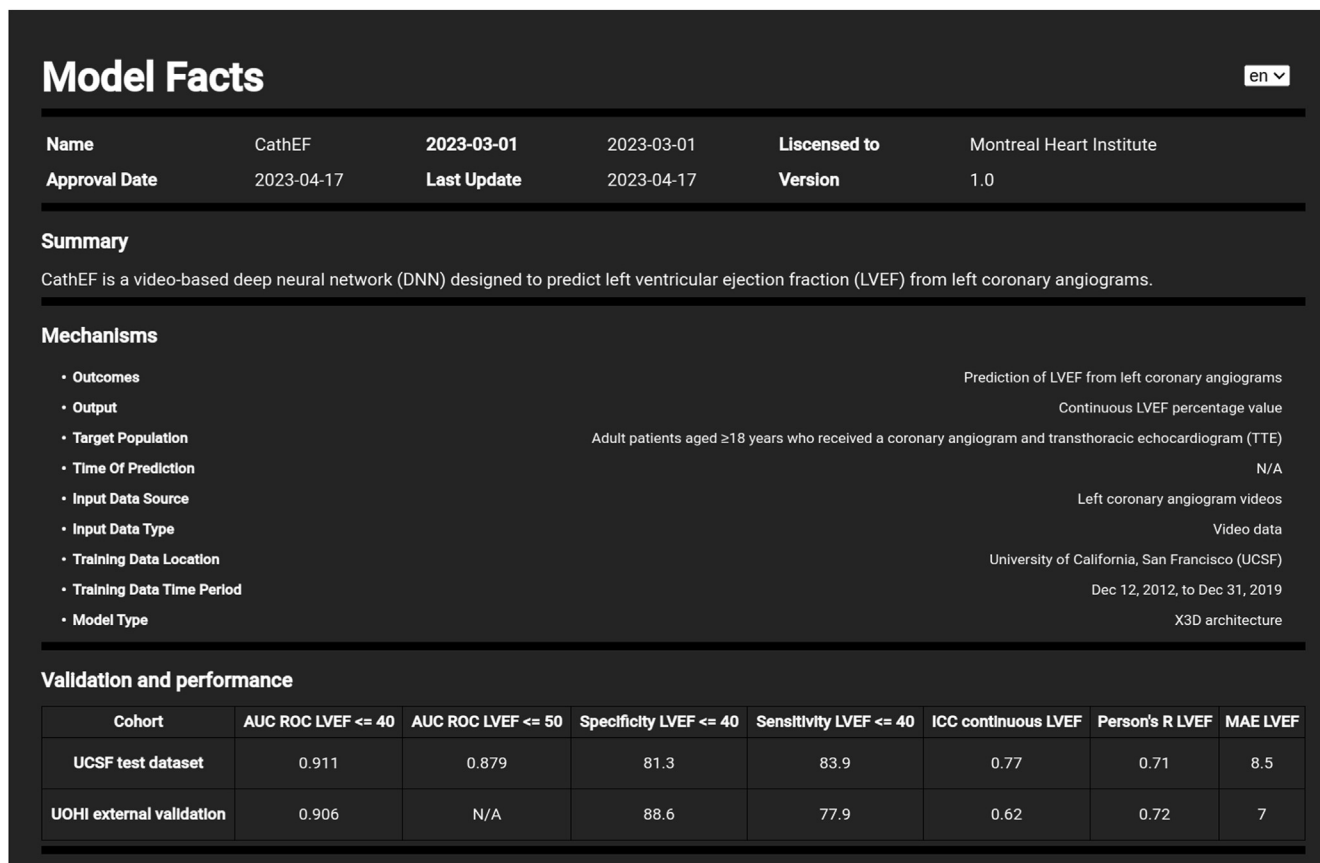 Model Facts
en
Name CathEF 2023-03-01 2023-03-01 Liscensed to Montreal Heart Institute
Approval Date 2023-04-17 Last Update 2023-04-17 Version 1.0
Summary
CathEF is a video-based deep neural network (DNN) designed to predict left ventricular ejection fraction (LVEF) from left coronary angiograms.
Mechanisms
• Outcomes Prediction of LVEF from left coronary angiograms
• Output Continuous LVEF percentage value
• Target Population Adult patients aged ≥18 years who received a coronary angiogram and transthoracic echocardiogram (TTE)
• Time Of Prediction N/A
• Input Data Source Left coronary angiogram videos
• Input Data Type Video data
• Training Data Location University of California, San Francisco (UCSF)
• Training Data Time Period Dec 12, 2012, to Dec 31, 2019
• Model Type X3D architecture
Validation and performance
Cohort AUC ROC LVEF <= 40 AUC ROC LVEF <= 50 Specificity LVEF <= 40 Sensitivity LVEF <= 40 ICC continuous LVEF Person's R LVEF MAE LVEF
UCSF test dataset 0.911 0.879 81.3 83.9 0.77 0.71 8.5
UOHI external validation 0.906 N/A 88.6 77.9 0.62 0.72 7